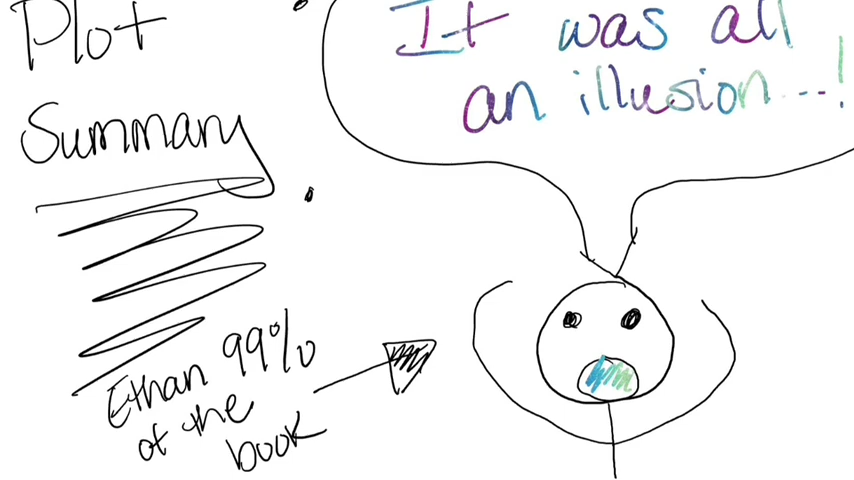 Plot
Summary
It was all
an illusion...!
Ethan 99%
of the
book